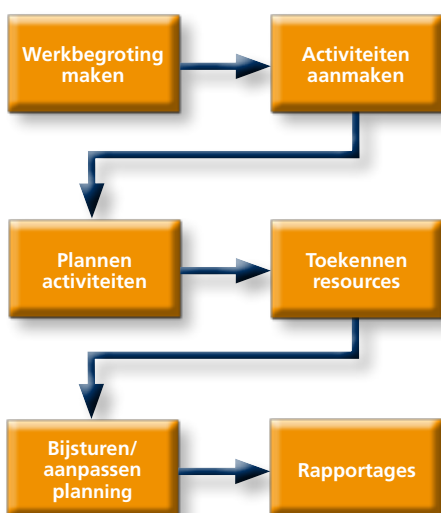 Werkbegroting
maken
Activiteiten
aanmaken
Plannen
activiteiten
Toekennen
resources
Bijsturen/
aanpassen
planning
Rapportages